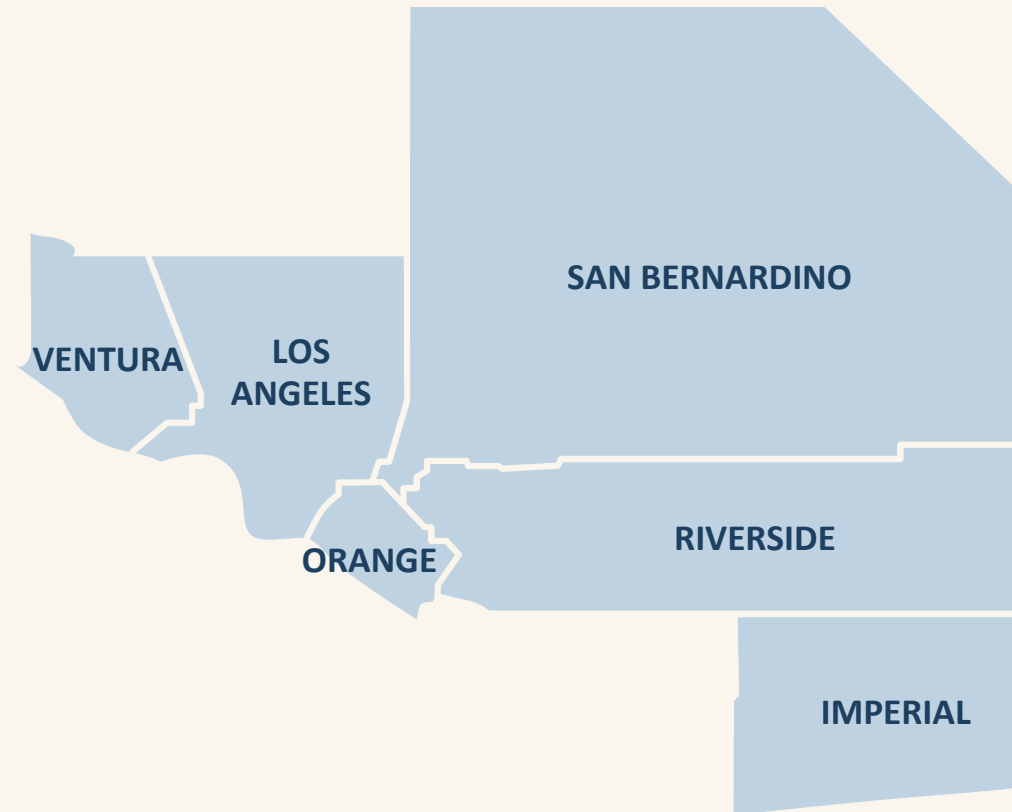 SAN BERNARDINO
VENTURA
LOS
ANGELES
RIVERSIDE
ORANGE
IMPERIAL